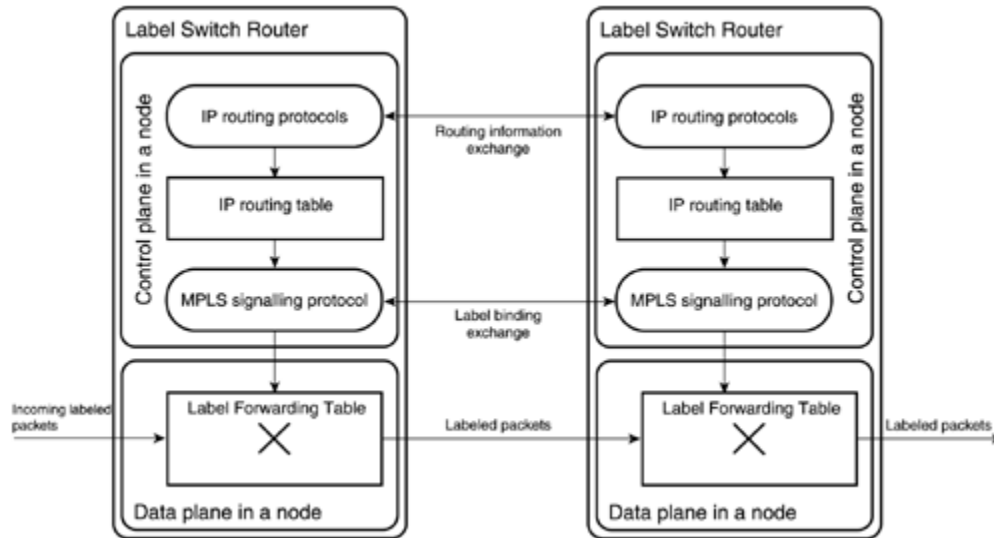 Label Switch Router
Control plane in a node
IP routing protocols
IP routing table
MPLS signalling protocol
Routing information
exchange
Label binding
exchange
Label Switch Router
IP routing protocols
IP routing table
MPLS signalling protocol
Control plane in a node
Incoming labeled
packets
Label Forwarding Table
Data plane in a node
Labeled packets
Label Forwarding Table
Data plane in a node
Labeled packets